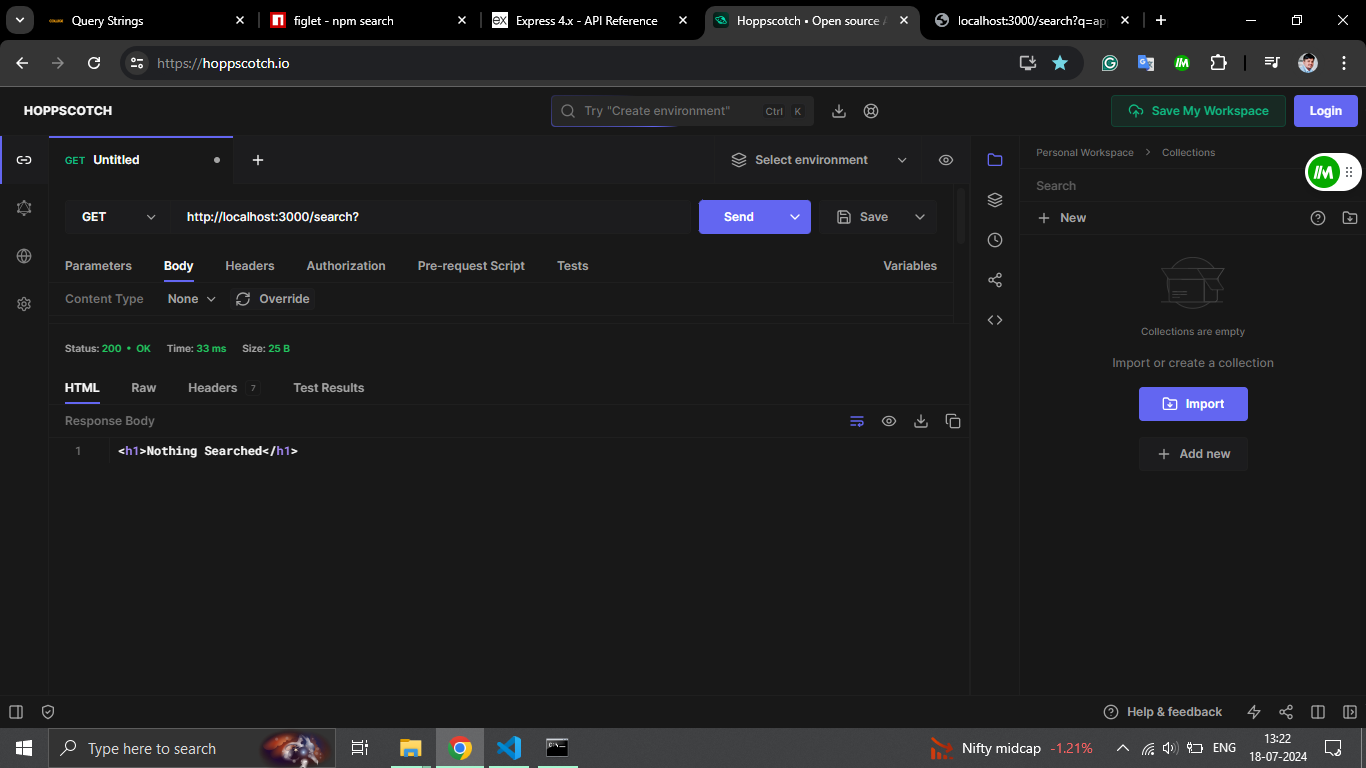 Query Strings
figlet - npm search
Express 4.x - API Reference
Hoppscotch • Open source A
localhost:3000/search?q=app
https://hoppscotch.io
HOPPSCOTCH
Try "Create environment"
Ctrl K
Save My Workspace
Login
GET Untitled
Select environment
Personal Workspace > Collections
Search
GET
http://localhost:3000/search?
Send
Save
New
Parameters
Body
Headers
Authorization
Pre-request Script
Tests
Variables
Content Type
None
Override
Collections are empty
Status: 200 • OK Time: 33 ms Size: 25 B
Import or create a collection
HTML
Raw
Headers 7
Test Results
Import
Response Body
1 <h1>Nothing Searched</h1>
Add new
Help & feedback
Type here to search
Nifty midcap -1.21%
ENG
13:22
18-07-2024